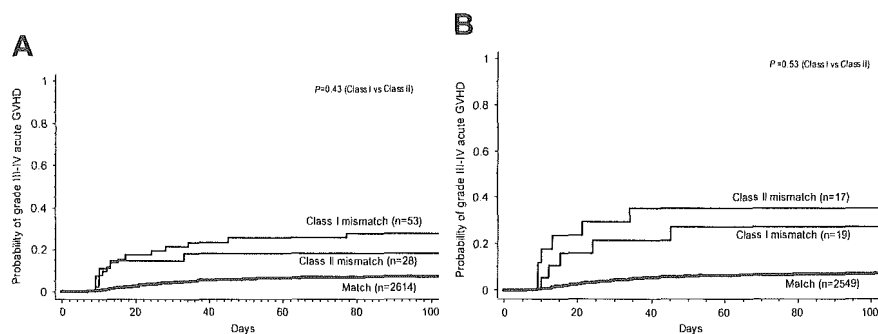 A
Probability of grade III-IV acute GVHD
1
0.8
0.6
0.4
0.2
0
P=0.43 (Class I vs Class II)
Class I mismatch (n=53)
Class II mismatch (n=28)
Match (n=2614)
0
20
40
60
80
100
Days
B
Probability of grade III-IV acute GVHD
1
0.8
0.6
0.4
0.2
0
P=0.53 (Class I vs Class II)
Class II mismatch (n=17)
Class I mismatch (n=19)
Match (n=2549)
0
20
40
60
80
100
Days